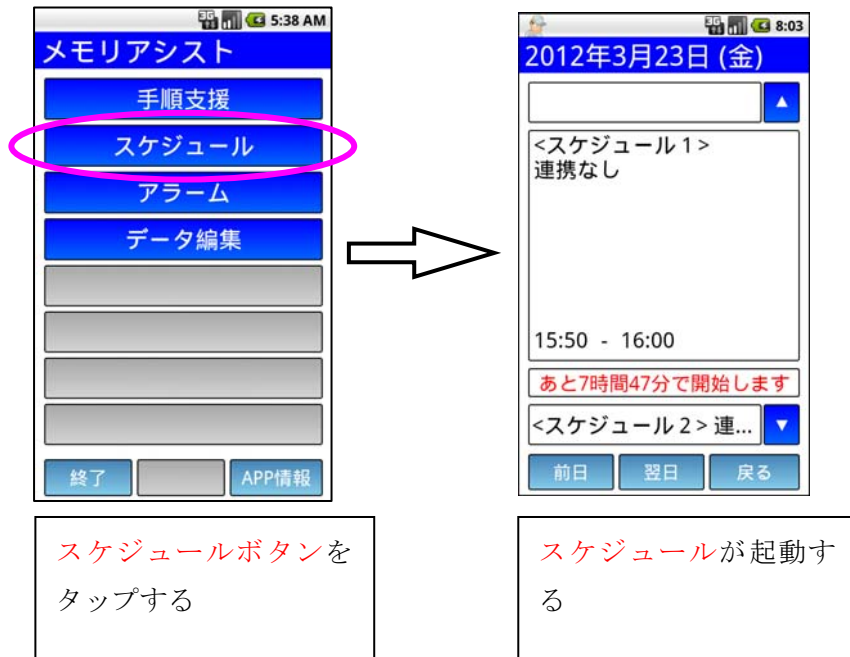 3G 5:38 AM
メモリアシスト
手順支援
スケジュール
アラーム
データ編集
終了
APP情報
スケジュールボタンを
タップする
3G 8:03
2012年3月23日 (金)
<スケジュール 1>
連携なし
15:50 - 16:00
あと7時間47分で開始します
<スケジュール 2> 連...
前日
翌日
戻る
スケジュールが起動す
る